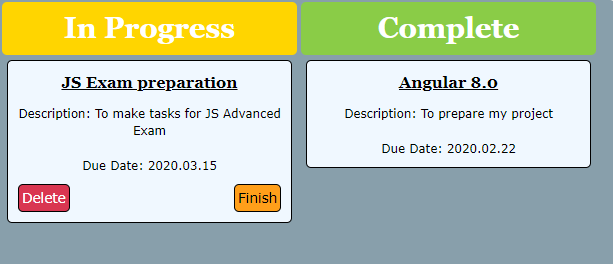 In Progress
JS Exam preparation
Description: To make tasks for JS Advanced
Exam
Due Date: 2020.03.15
Delete
Finish
Complete
Angular 8.0
Description: To prepare my project
Due Date: 2020.02.22